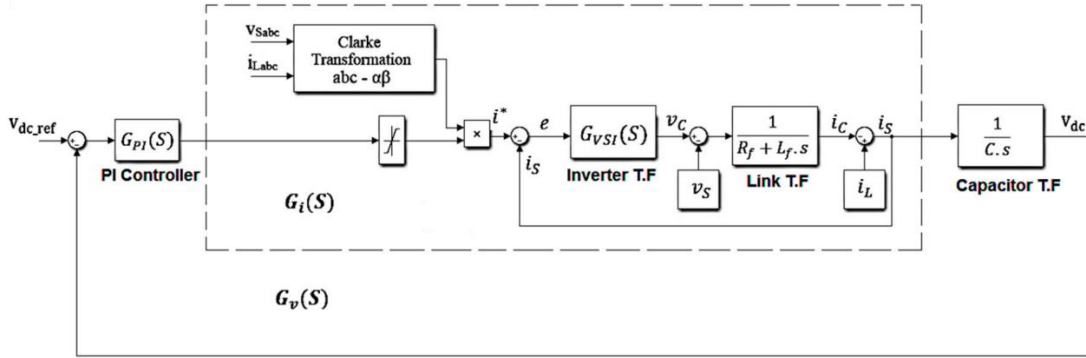 v_Sabc
i_Labc
Clarke
Transformation
abc - αβ
V_dc_ref
G_PI(S)
PI Controller
×
i*
e
i_S
G_VSI(S)
Inverter T.F
v_C
v_S
1
R_f + L_f.s
Link T.F
i_C
i_S
i_L
1
C.s
Capacitor T.F
v_dc
G_i(S)
G_v(S)